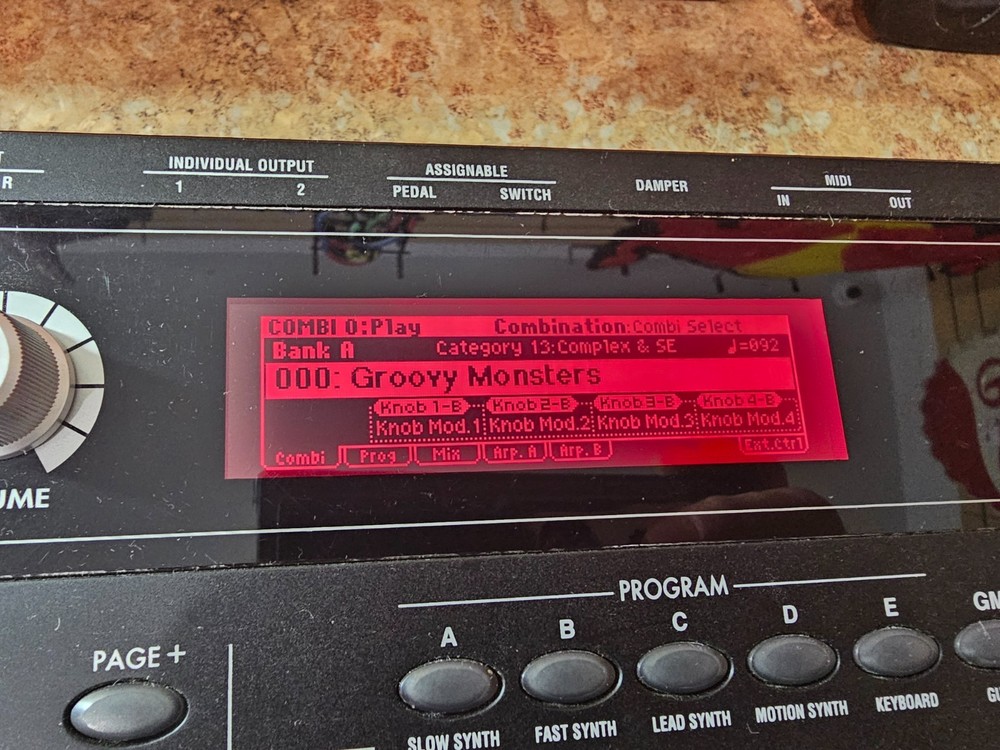 R
INDIVIDUAL OUTPUT
1 2
ASSIGNABLE
PEDAL SWITCH
DAMPER
MIDI
IN OUT
COMBI 0:Play Combination:Combi Select
Bank A Category 13:Complex & SE ♩=092
000: Groovy Monsters
Knob 1-B Knob 2-B Knob 3-B Knob 4-B
Knob Mod.1 Knob Mod.2 Knob Mod.3 Knob Mod.4
Combi Prog Mix Arp.A Arp.B Ext.Ctrl
UME
PROGRAM
A B C D E GM
PAGE+
SLOW SYNTH FAST SYNTH LEAD SYNTH MOTION SYNTH KEYBOARD GU